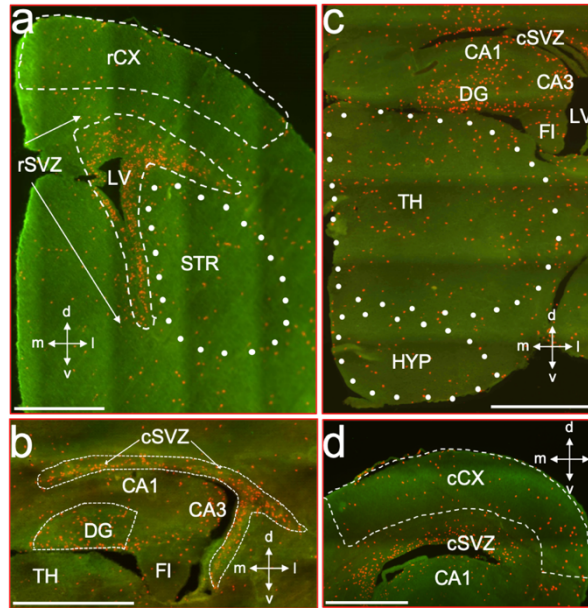 a
rCX
rSVZ
LV
STR
d
m l
v
c
cSVZ
CA1
CA3
DG
LV
FI
TH
d
m l
v
HYP
b
cSVZ
CA1
CA3
DG
d
m l
v
TH
FI
d
d
m l
v
cCX
cSVZ
CA1